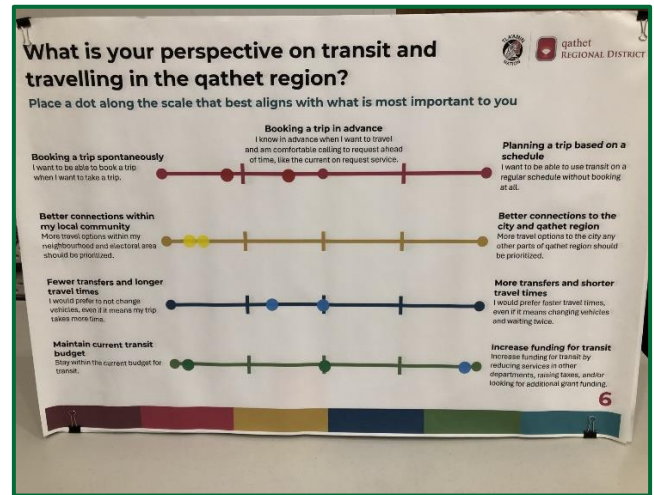 What is your perspective on transit and
travelling in the qathet region?
TLA'AMIN
NATION
qathet
REGIONAL DISTRICT
Place a dot along the scale that best aligns with what is most important to you
Booking a trip spontaneously
I want to be able to book a trip
when I want to take a trip.
Booking a trip in advance
I know in advance when I want to travel
and am comfortable calling to request ahead
of time, like the current on request service.
Planning a trip based on a
schedule
I want to be able to use transit on a
regular schedule without booking
at all.
Better connections within
my local community
More travel options within my
neighbourhood and electoral area
should be prioritized.
Better connections to the
city and qathet region
More travel options to the city any
other parts of qathet region should
be prioritized.
Fewer transfers and longer
travel times
I would prefer to not change
vehicles, even if it means my trip
takes more time.
More transfers and shorter
travel times
I would prefer faster travel times,
even if it means changing vehicles
and waiting twice.
Maintain current transit
budget
Stay within the current budget for
transit.
Increase funding for transit
Increase funding for transit by
reducing services in other
departments, raising taxes, and/or
looking for additional grant funding.
6